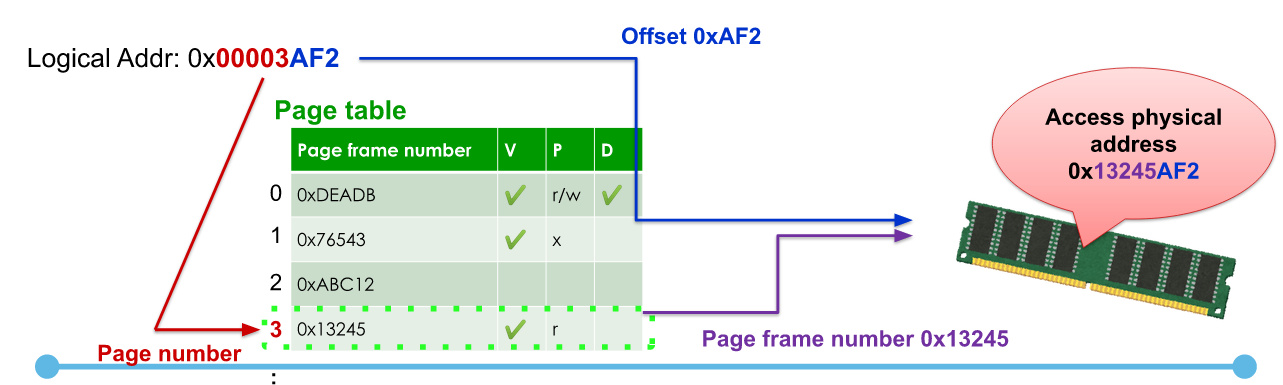 Offset 0xAF2
Logical Addr: 0x00003AF2
Page table
Page frame number V P D
0 0xDEADB ✔ r/w ✔
1 0x76543 ✔ x
2 0xABC12
3 0x13245 ✔ r
:
Page number
Page frame number 0x13245
Access physical
address
0x13245AF2